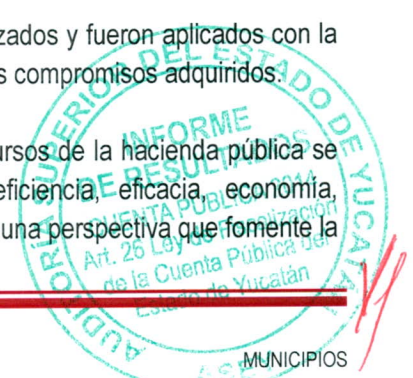 zados y fueron aplicados con la
s compromisos adquiridos.
ursos de la hacienda pública se
eficiencia, eficacia, economía,
una perspectiva que fomente la
AUDITORÍA SUPERIOR DEL ESTADO DE YUCATÁN
INFORME
DE RESULTADOS
CUENTA PÚBLICA 2014
Art. 26 Ley de Fiscalización
de la Cuenta Pública del
Estado de Yucatán
ASEY
MUNICIPIOS